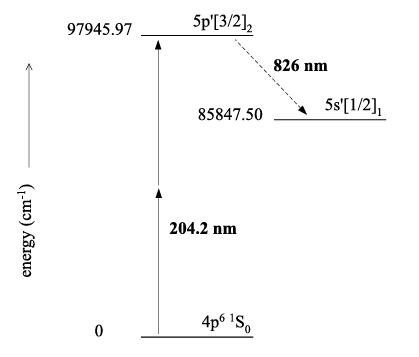 97945.97
5p'[3/2]₂
826 nm
5s'[1/2]₁
85847.50
energy (cm⁻¹)
204.2 nm
0
4p⁶ ¹S₀